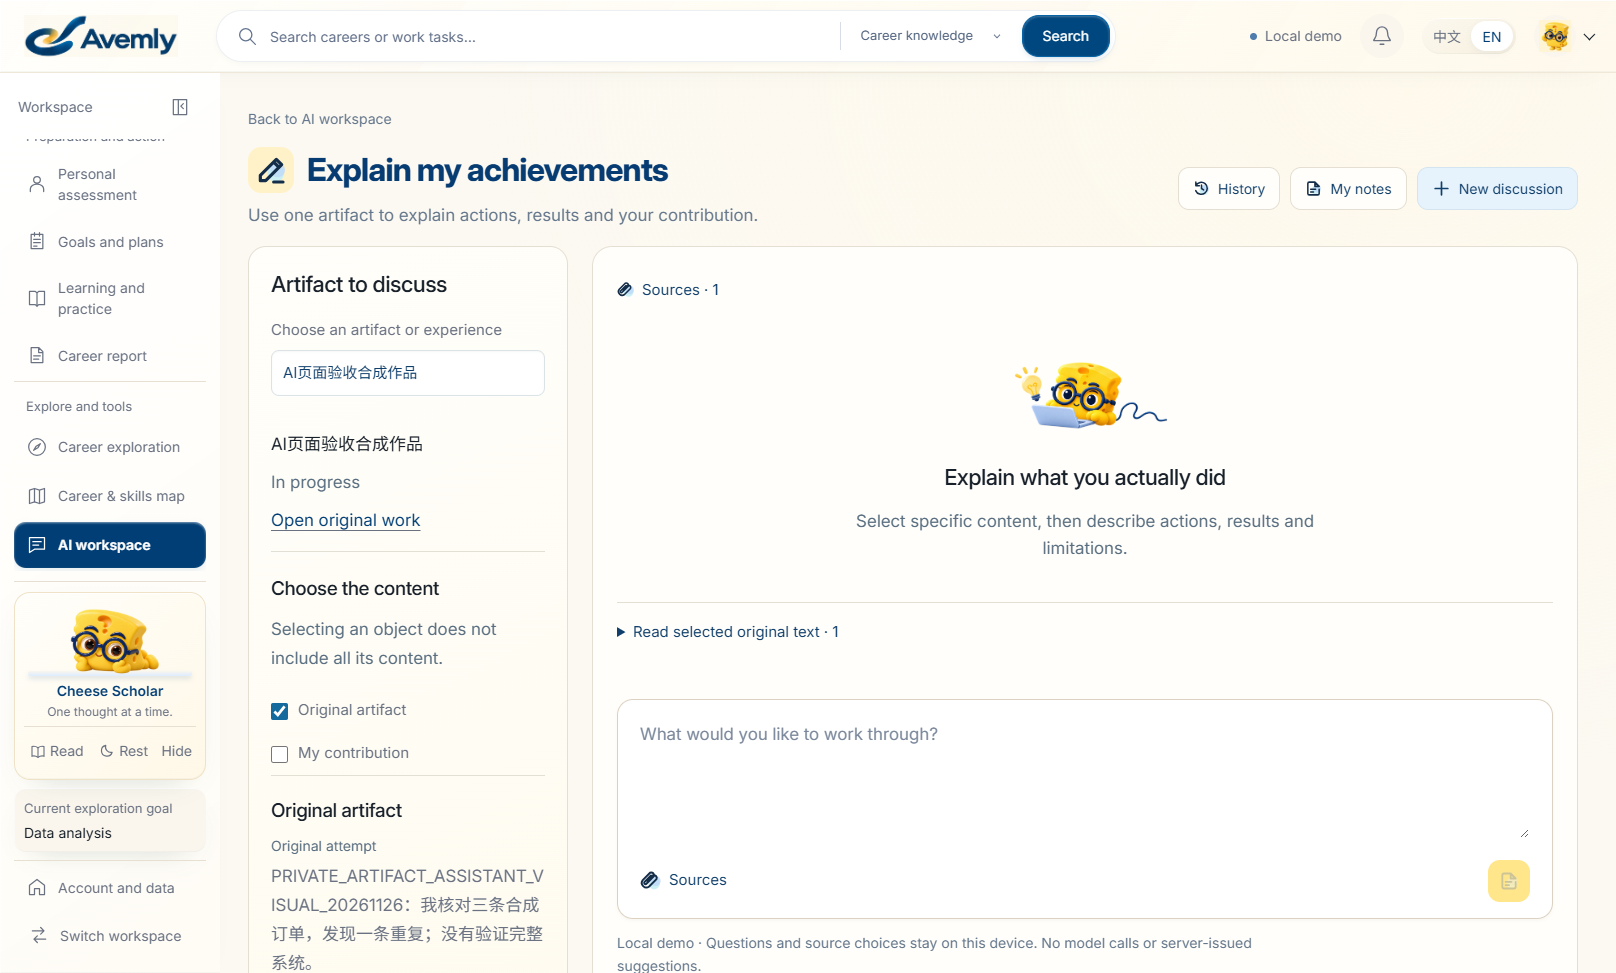 Avemly
Search careers or work tasks...
Career knowledge
Search
Local demo
中文
EN
Workspace
Preparation and action
Personal
assessment
Goals and plans
Learning and
practice
Career report
Explore and tools
Career exploration
Career & skills map
AI workspace
Cheese Scholar
One thought at a time.
Read
Rest
Hide
Current exploration goal
Data analysis
Account and data
Switch workspace
Back to AI workspace
Explain my achievements
Use one artifact to explain actions, results and your contribution.
History
My notes
New discussion
Artifact to discuss
Choose an artifact or experience
AI页面验收合成作品
AI页面验收合成作品
In progress
Open original work
Choose the content
Selecting an object does not
include all its content.
Original artifact
My contribution
Original artifact
Original attempt
PRIVATE_ARTIFACT_ASSISTANT_V
ISUAL_20261126：我核对三条合成
订单，发现一条重复；没有验证完整
系统。
Sources · 1
Explain what you actually did
Select specific content, then describe actions, results and
limitations.
Read selected original text · 1
What would you like to work through?
Sources
Local demo · Questions and source choices stay on this device. No model calls or server-issued
suggestions.